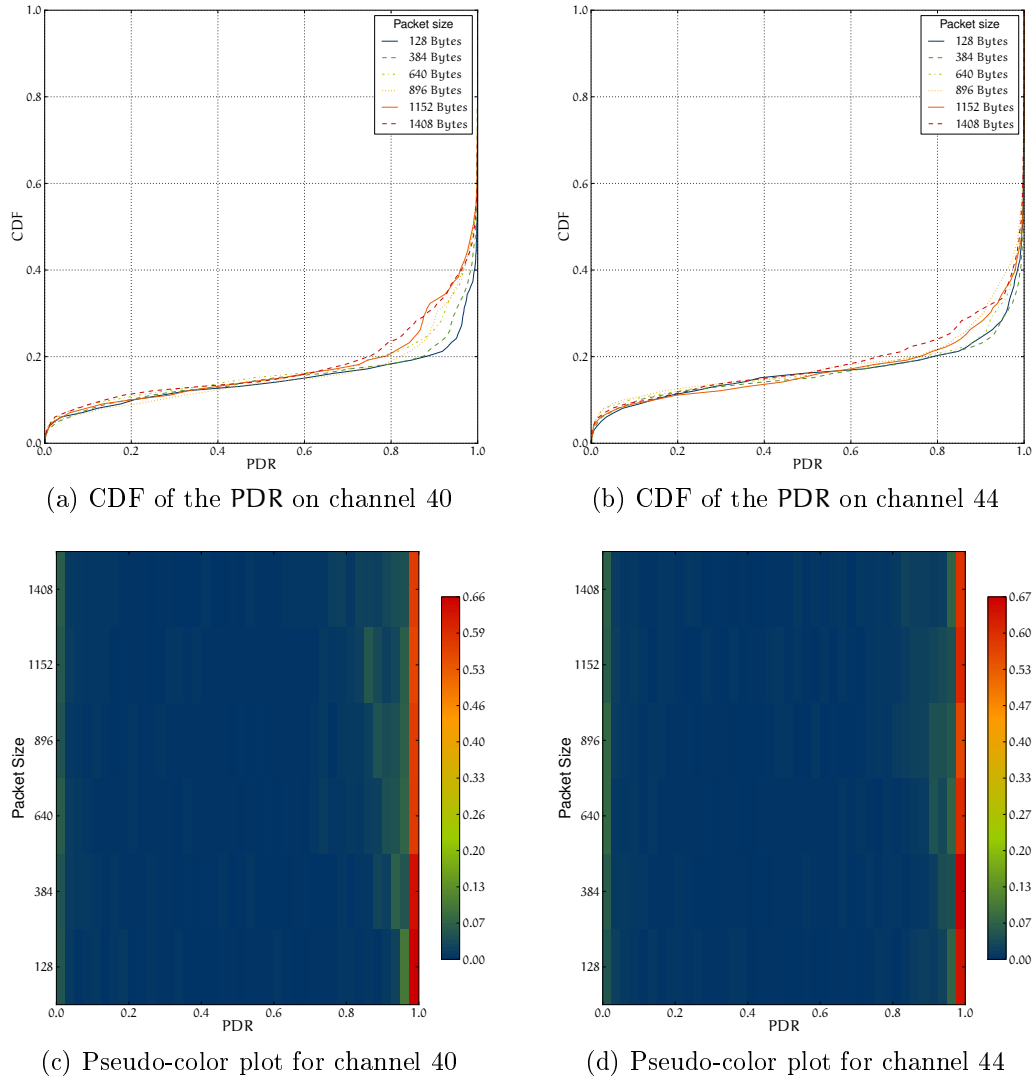 Packet size
128 Bytes
384 Bytes
640 Bytes
896 Bytes
1152 Bytes
1408 Bytes
1.0
0.8
0.6
0.4
0.2
0.0
CDF
0.0 0.2 0.4 0.6 0.8 1.0
PDR
(a) CDF of the PDR on channel 40
Packet size
128 Bytes
384 Bytes
640 Bytes
896 Bytes
1152 Bytes
1408 Bytes
1.0
0.8
0.6
0.4
0.2
0.0
CDF
0.0 0.2 0.4 0.6 0.8 1.0
PDR
(b) CDF of the PDR on channel 44
1408
1152
896
640
384
128
Packet Size
0.0 0.2 0.4 0.6 0.8 1.0
PDR
0.66
0.59
0.53
0.46
0.40
0.33
0.26
0.20
0.13
0.07
0.00
(c) Pseudo-color plot for channel 40
1408
1152
896
640
384
128
Packet Size
0.0 0.2 0.4 0.6 0.8 1.0
PDR
0.67
0.60
0.53
0.47
0.40
0.33
0.27
0.20
0.13
0.07
0.00
(d) Pseudo-color plot for channel 44